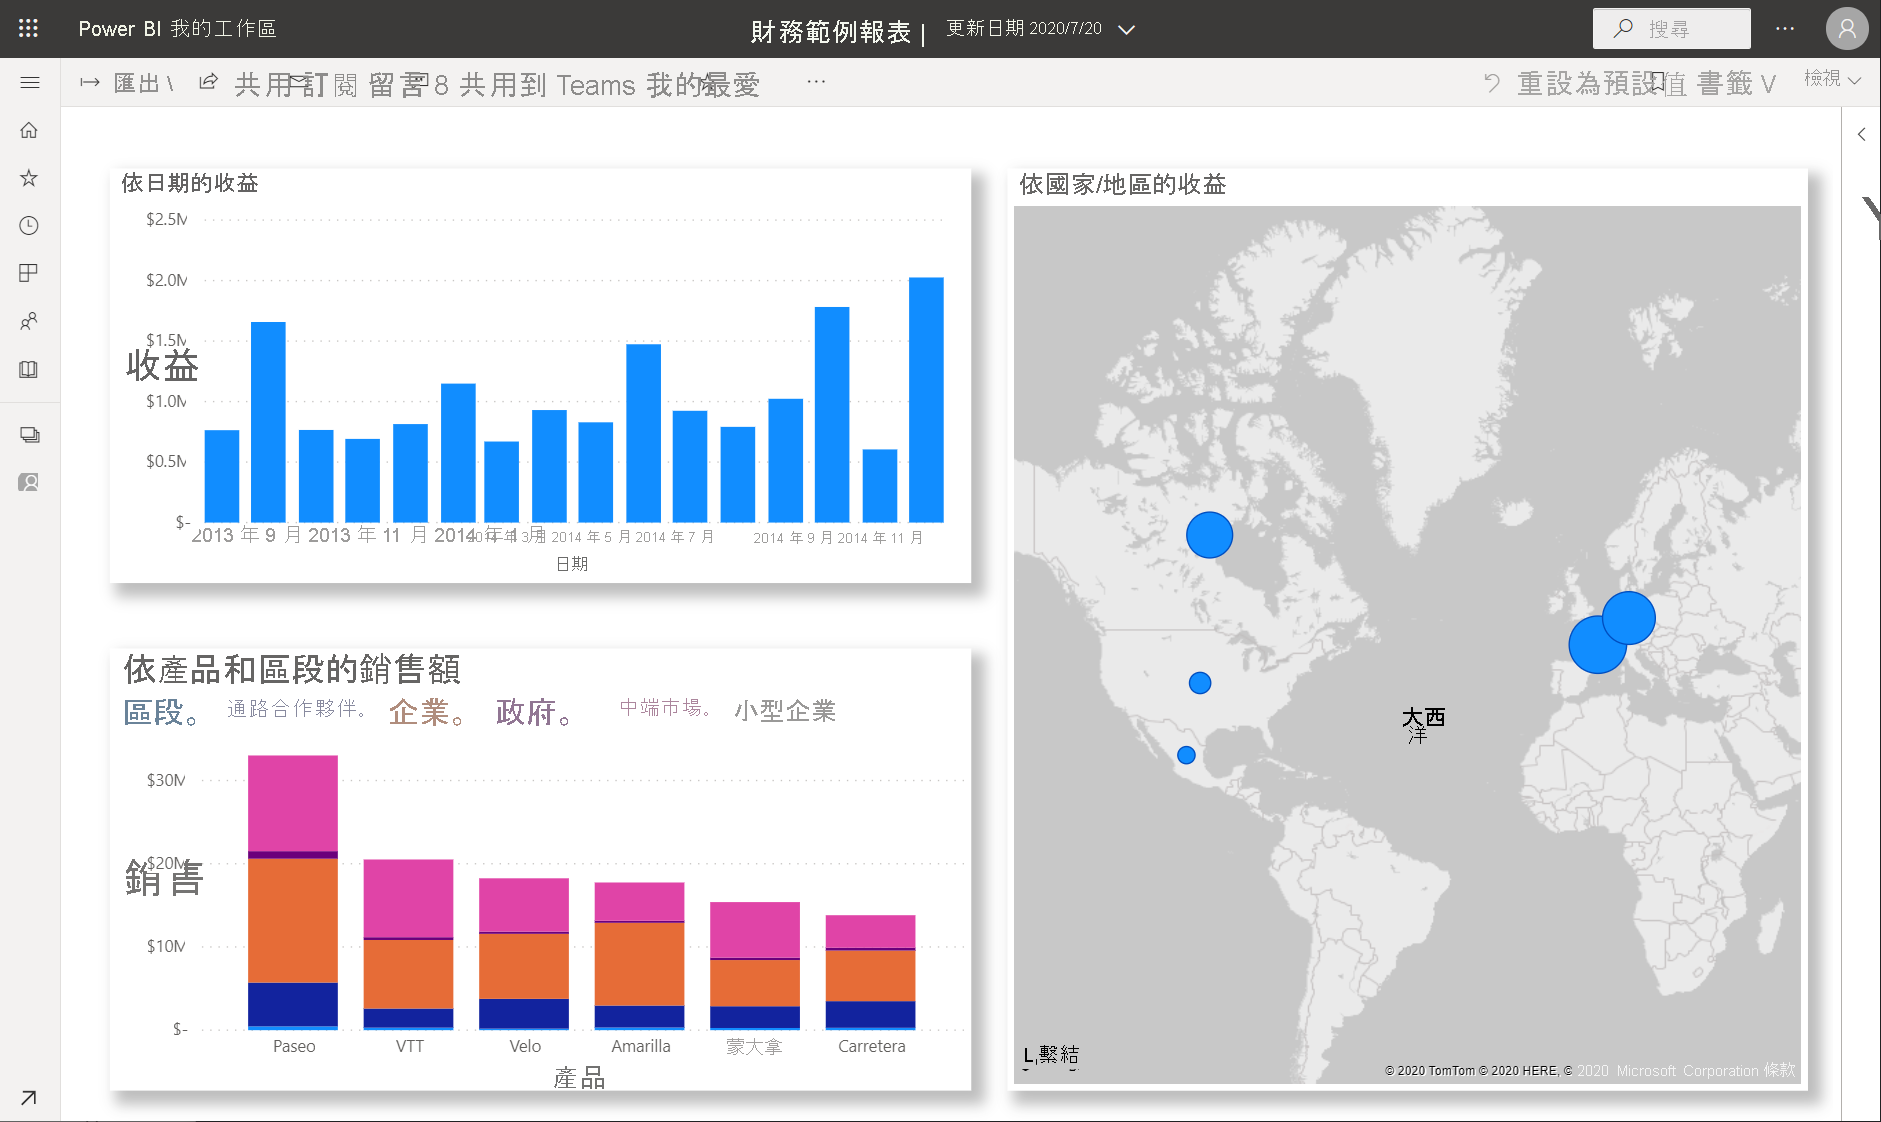 Power BI 我的工作區
財務範例報表 | 更新日期 2020/7/20
搜尋
匯出 \ 共用 訂閱 留言 8 共用到 Teams 我的最愛 ...
重設為預設值 書籤 V 檢視
依日期的收益
$2.5M
$2.0M
$1.5M
收益
$1.0M
$0.5M
$-
2013 年 9 月 2013 年 11 月 2014 年 1 月 2014 年 3 月 2014 年 5 月 2014 年 7 月 2014 年 9 月 2014 年 11 月
日期
依產品和區段的銷售額
區段。 通路合作夥伴。 企業。 政府。 中端市場。 小型企業
$30M
$20M
銷售
$10M
$-
Paseo VTT Velo Amarilla 蒙大拿 Carretera
產品
依國家/地區的收益
大西
洋
L 繫結
© 2020 TomTom © 2020 HERE, © 2020 Microsoft Corporation 條款